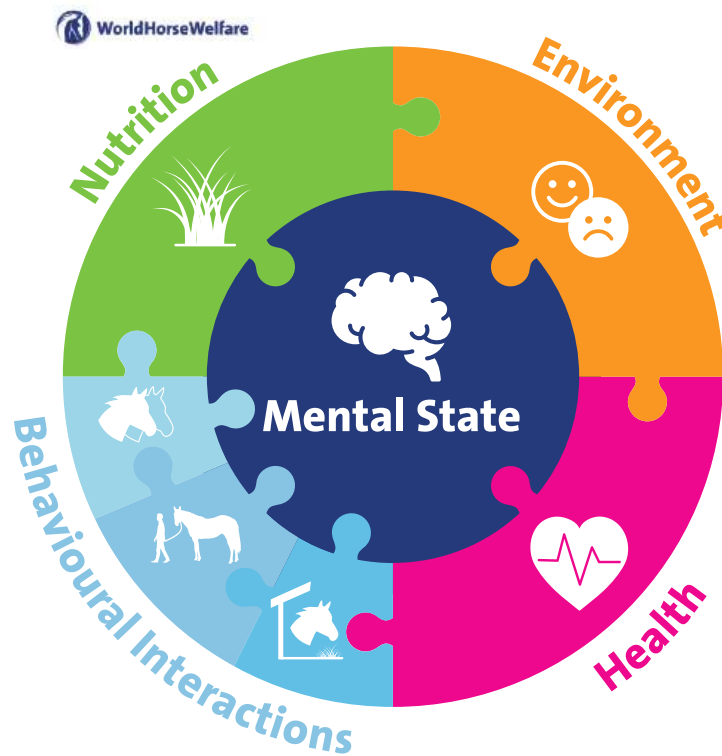 WorldHorseWelfare
Nutrition
Environment
Mental State
Behavioural Interactions
Health